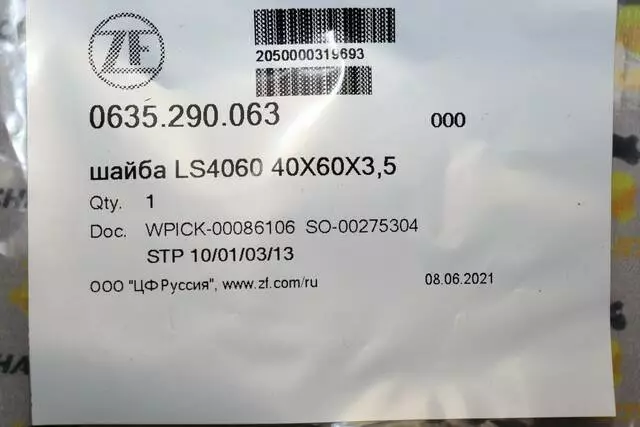 ZF
2050000319693
0635.290.063 000
шайба LS4060 40X60X3,5
Qty. 1
Doc. WPICK-00086106 SO-00275304
STP 10/01/03/13
ООО "ЦФ Руссия", www.zf.com/ru 08.06.2021